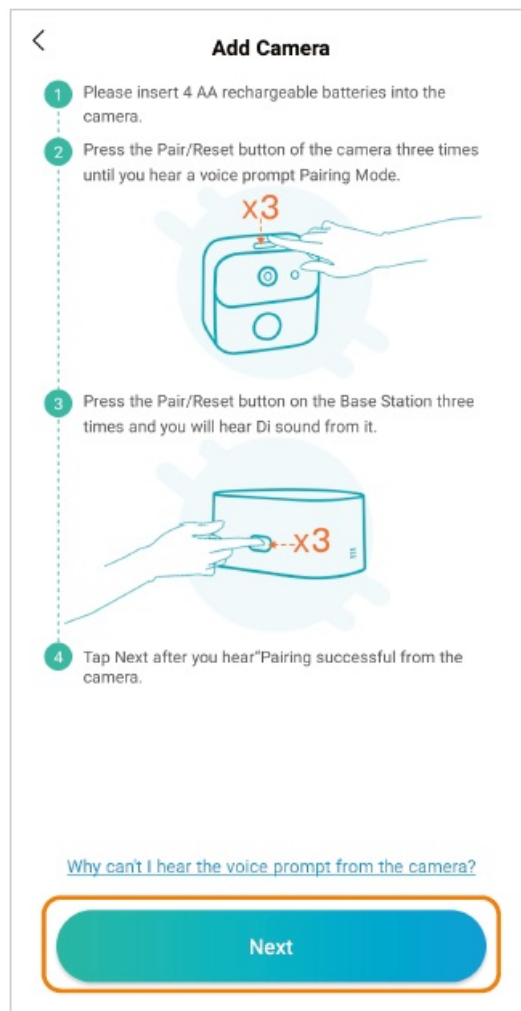 Add Camera
1 Please insert 4 AA rechargeable batteries into the
camera.
2 Press the Pair/Reset button of the camera three times
until you hear a voice prompt Pairing Mode.
x3
3 Press the Pair/Reset button on the Base Station three
times and you will hear Di sound from it.
x3
4 Tap Next after you hear"Pairing successful from the
camera.
Why can't I hear the voice prompt from the camera?
Next